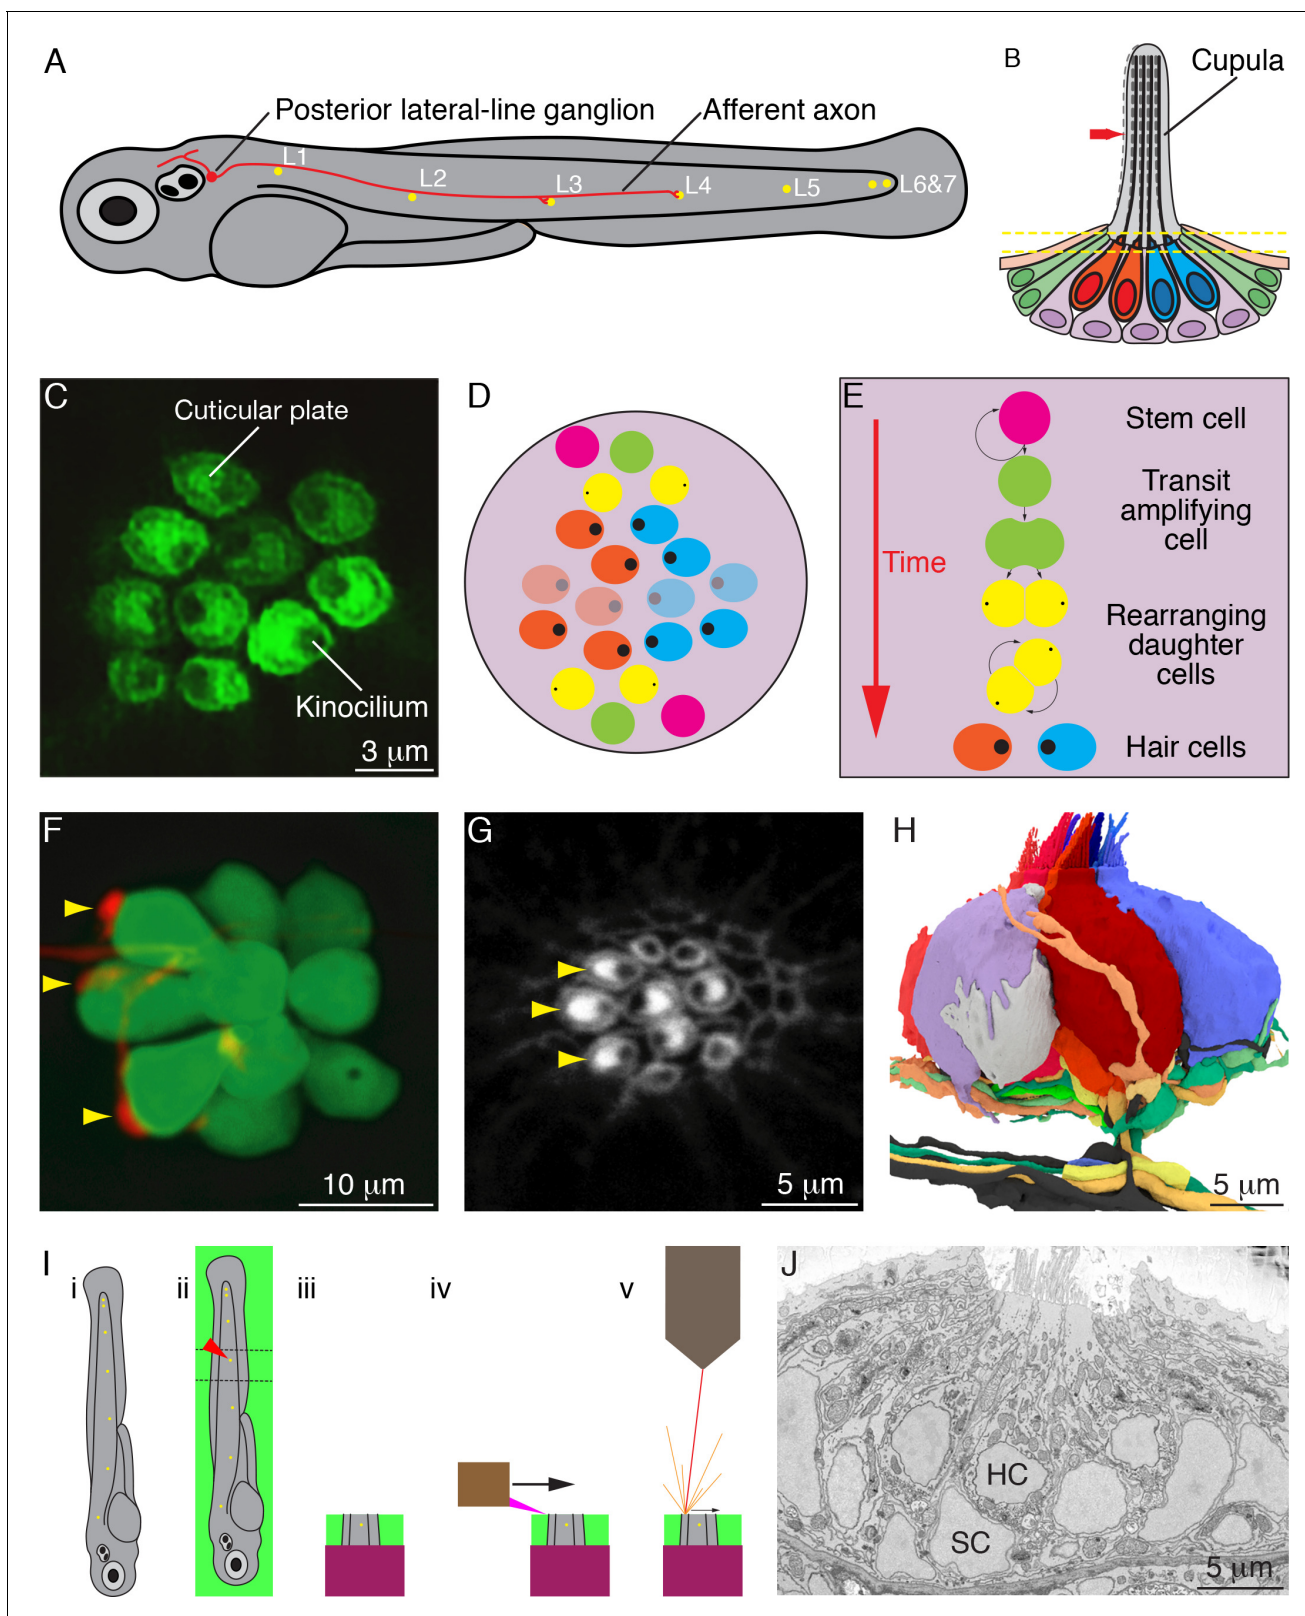 A
Posterior lateral-line ganglion
Afferent axon
L1
L2
L3
L4
L5
L6&7
B
Cupula
C
Cuticular plate
Kinocilium
3 μm
D
E
Time
Stem cell
Transit
amplifying
cell
Rearranging
daughter
cells
Hair cells
F
10 μm
G
5 μm
H
5 μm
I
i
ii
iii
iv
v
J
HC
SC
5 μm